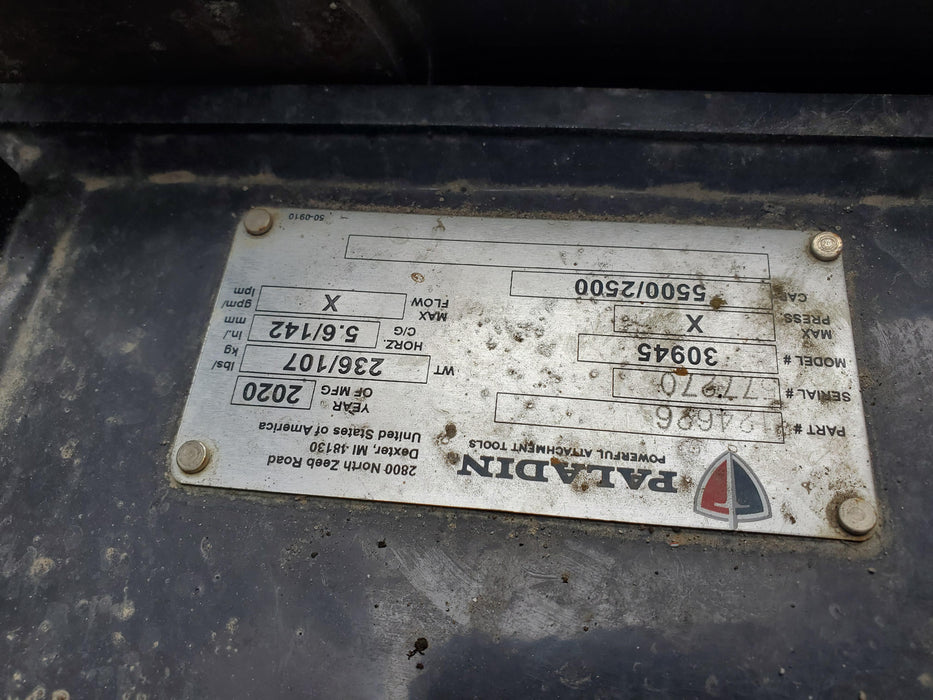 PALADIN
POWERFUL ATTACHMENT TOOLS
2800 North Zeeb Road
Dexter, MI 48130
United States of America
PART # 124696
SERIAL # 77270
MODEL # 30945
MAX PRESS X
CAP. 5500/2500
YEAR OF MFG 2020
WT 236/107 lbs/ kg
HORZ. C/G 5.6/142 in./ mm
MAX FLOW X gpm/ lpm
50-0910